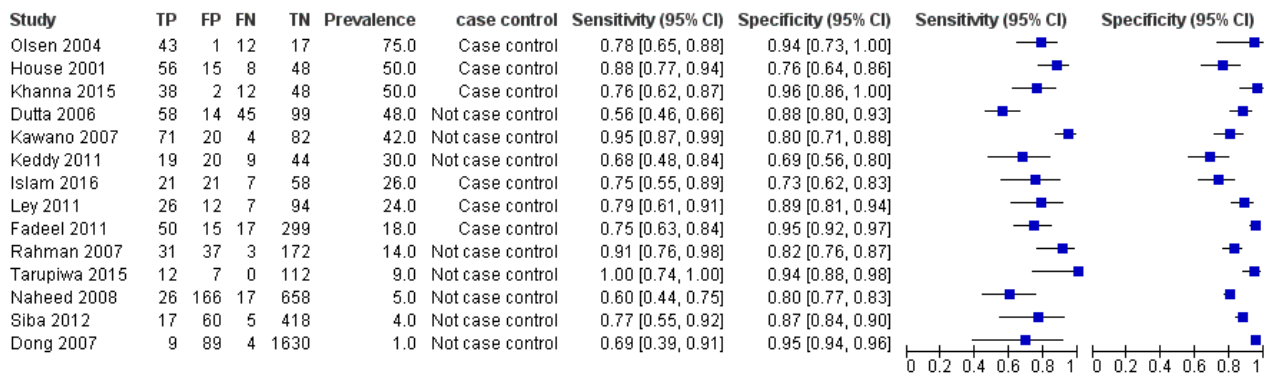 Study TP FP FN TN Prevalence case control Sensitivity (95% CI) Specificity (95% CI) Sensitivity (95% CI) Specificity (95% CI)
Olsen 2004 43 1 12 17 75.0 Case control 0.78 [0.65, 0.88] 0.94 [0.73, 1.00]
House 2001 56 15 8 48 50.0 Case control 0.88 [0.77, 0.94] 0.76 [0.64, 0.86]
Khanna 2015 38 2 12 48 50.0 Case control 0.76 [0.62, 0.87] 0.96 [0.86, 1.00]
Dutta 2006 58 14 45 99 48.0 Not case control 0.56 [0.46, 0.66] 0.88 [0.80, 0.93]
Kawano 2007 71 20 4 82 42.0 Not case control 0.95 [0.87, 0.99] 0.80 [0.71, 0.88]
Keddy 2011 19 20 9 44 30.0 Not case control 0.68 [0.48, 0.84] 0.69 [0.56, 0.80]
Islam 2016 21 21 7 58 26.0 Case control 0.75 [0.55, 0.89] 0.73 [0.62, 0.83]
Ley 2011 26 12 7 94 24.0 Case control 0.79 [0.61, 0.91] 0.89 [0.81, 0.94]
Fadeel 2011 50 15 17 299 18.0 Case control 0.75 [0.63, 0.84] 0.95 [0.92, 0.97]
Rahman 2007 31 37 3 172 14.0 Not case control 0.91 [0.76, 0.98] 0.82 [0.76, 0.87]
Tarupiwa 2015 12 7 0 112 9.0 Not case control 1.00 [0.74, 1.00] 0.94 [0.88, 0.98]
Naheed 2008 26 166 17 658 5.0 Not case control 0.60 [0.44, 0.75] 0.80 [0.77, 0.83]
Siba 2012 17 60 5 418 4.0 Not case control 0.77 [0.55, 0.92] 0.87 [0.84, 0.90]
Dong 2007 9 89 4 1630 1.0 Not case control 0.69 [0.39, 0.91] 0.95 [0.94, 0.96]
0 0.2 0.4 0.6 0.8 1 0 0.2 0.4 0.6 0.8 1